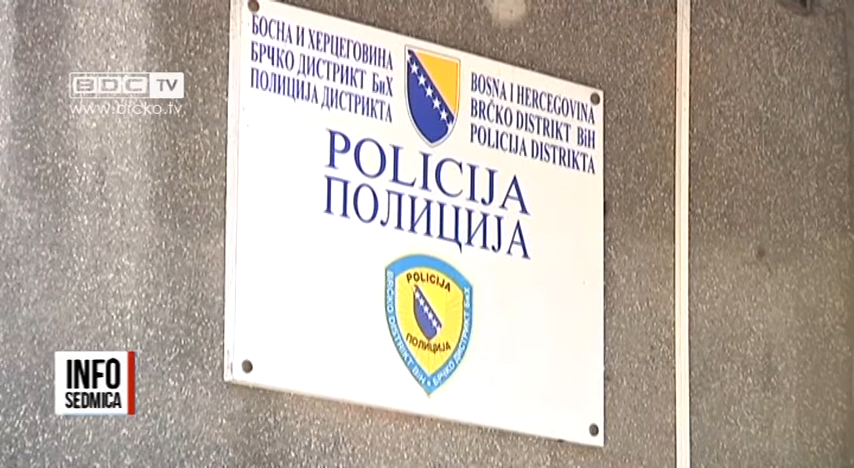 BDC TV
www.brcko.tv
БОСНА И ХЕРЦЕГОВИНА
БРЧКО ДИСТРИКТ БиХ
ПОЛИЦИЈА ДИСТРИКТА
BOSNA I HERCEGOVINA
BRČKO DISTRIKT BiH
POLICIJA DISTRIKTA
POLICIJA
ПОЛИЦИЈА
POLICIJA
ПОЛИЦИЈА
BRČKO DISTRIKT BiH
БРЧКО ДИСТРИКТ БиХ
INFO
SEDMICA